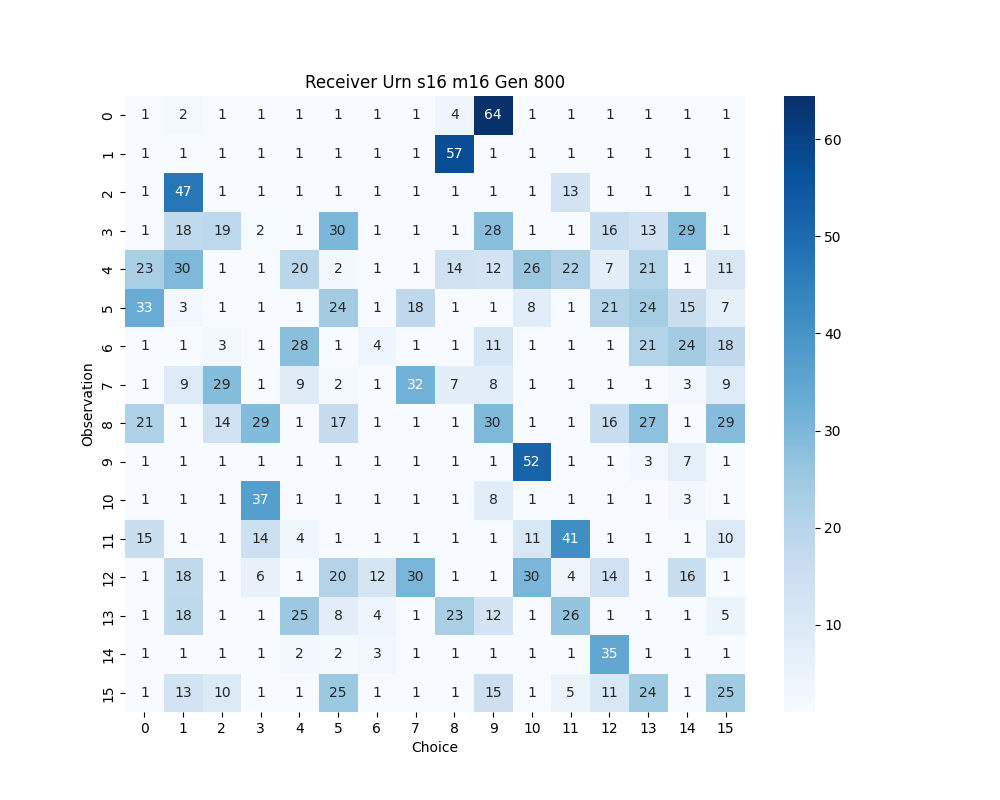 Receiver Urn s16 m16 Gen 800
0 1 2 1 1 1 1 1 1 4 64 1 1 1 1 1 1
1 1 1 1 1 1 1 1 1 57 1 1 1 1 1 1 1
2 1 47 1 1 1 1 1 1 1 1 1 13 1 1 1 1
3 1 18 19 2 1 30 1 1 1 28 1 1 16 13 29 1
4 23 30 1 1 20 2 1 1 14 12 26 22 7 21 1 11
5 33 3 1 1 1 24 1 18 1 1 8 1 21 24 15 7
6 1 1 3 1 28 1 4 1 1 11 1 1 1 21 24 18
7 1 9 29 1 9 2 1 32 7 8 1 1 1 1 3 9
8 21 1 14 29 1 17 1 1 1 30 1 1 16 27 1 29
9 1 1 1 1 1 1 1 1 1 1 52 1 1 3 7 1
10 1 1 1 37 1 1 1 1 1 8 1 1 1 1 3 1
11 15 1 1 14 4 1 1 1 1 1 11 41 1 1 1 10
12 1 18 1 6 1 20 12 30 1 1 30 4 14 1 16 1
13 1 18 1 1 25 8 4 1 23 12 1 26 1 1 1 5
14 1 1 1 1 2 2 3 1 1 1 1 1 35 1 1 1
15 1 13 10 1 1 25 1 1 1 15 1 5 11 24 1 25
0 1 2 3 4 5 6 7 8 9 10 11 12 13 14 15
Choice
Observation
60
50
40
30
20
10